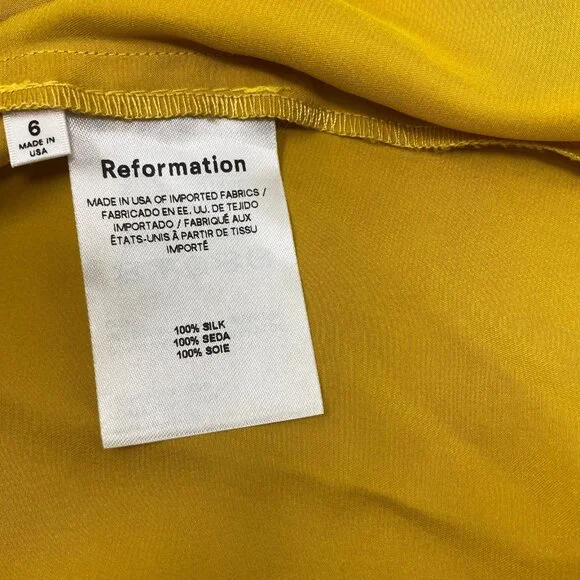 6
MADE IN
USA
Reformation
MADE IN USA OF IMPORTED FABRICS /
FABRICADO EN EE. UU. DE TEJIDO
IMPORTADO / FABRIQUÉ AUX
ÉTATS-UNIS À PARTIR DE TISSU
IMPORTÉ
100% SILK
100% SEDA
100% SOIE